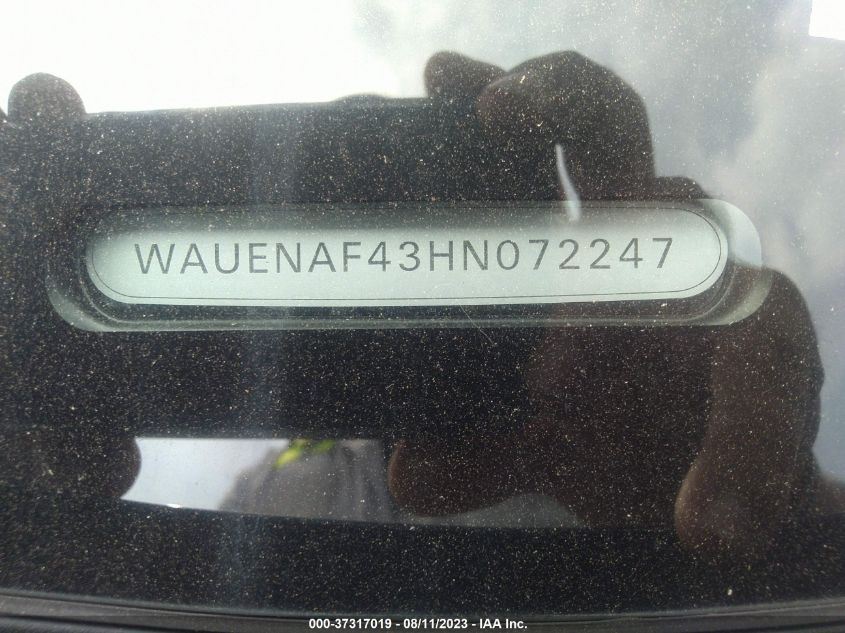 WAUENAF43HN072247
000-37317019 - 08/11/2023 - IAA Inc.